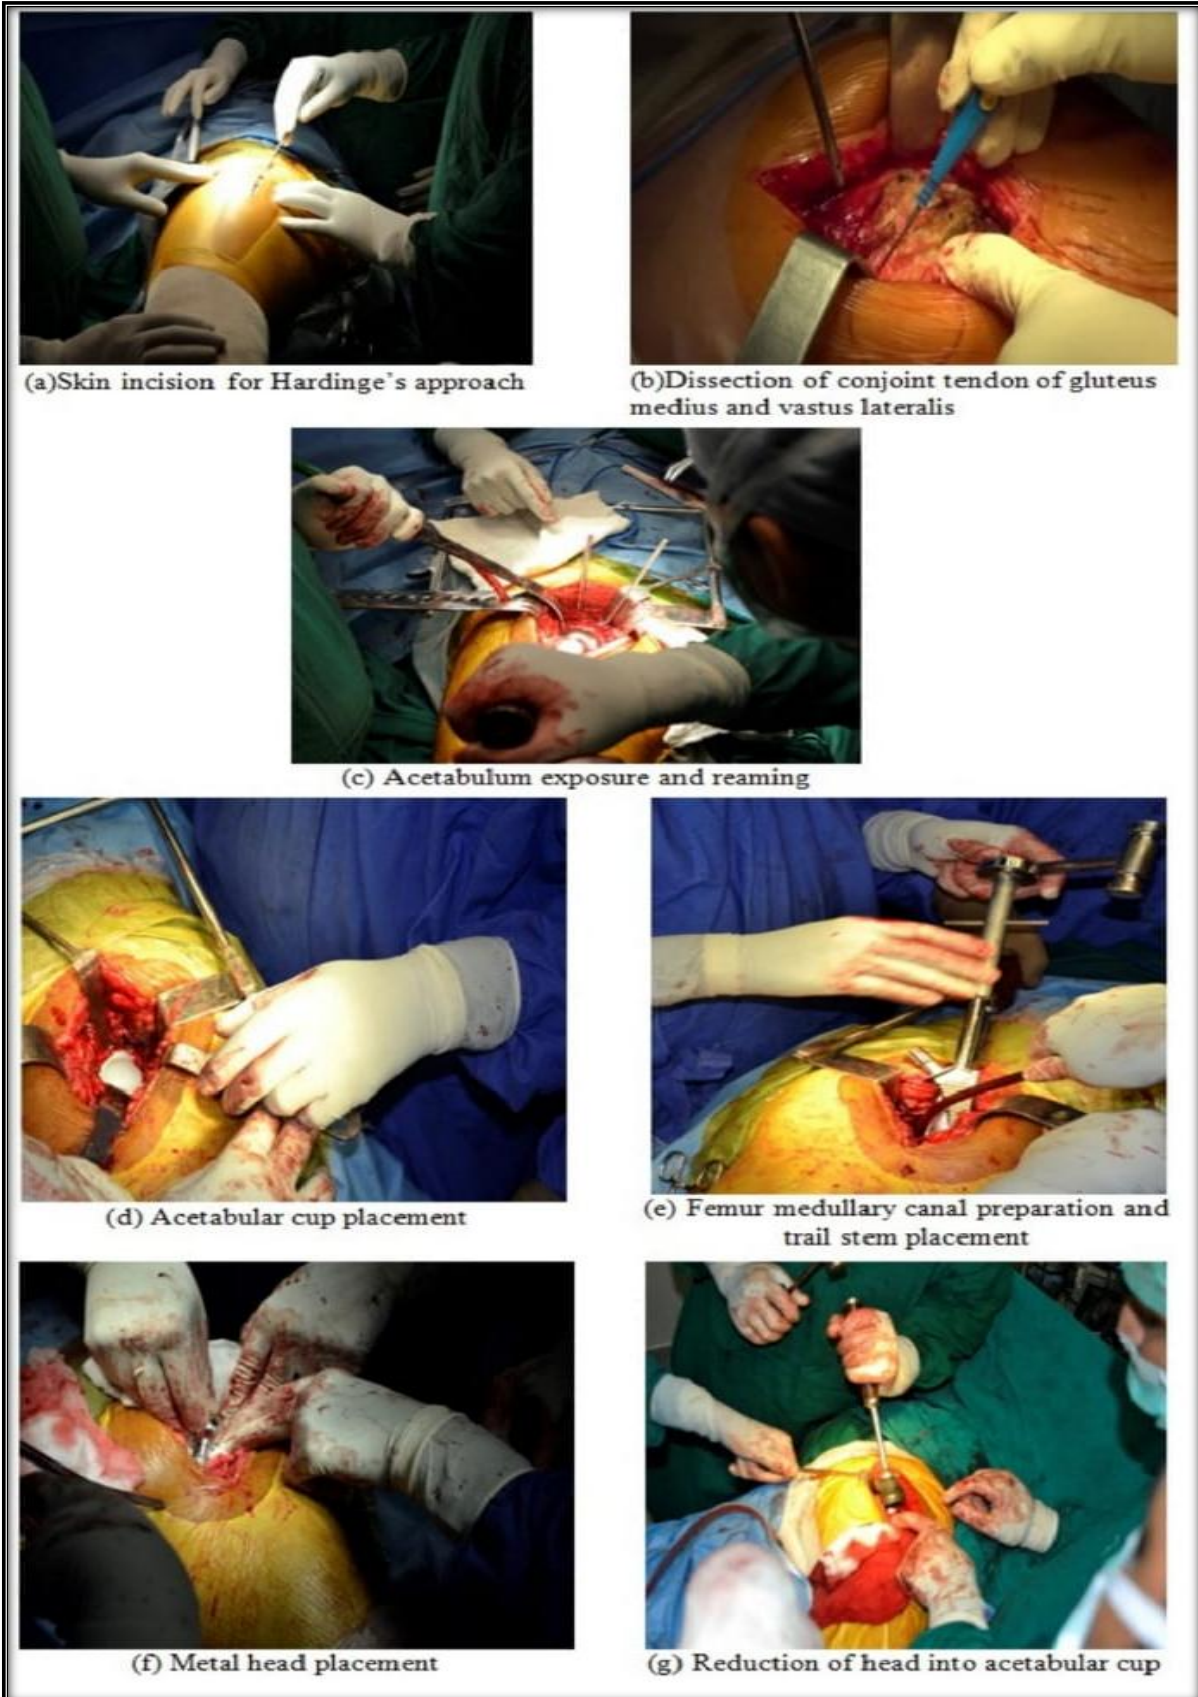 (a)Skin incision for Hardinge's approach
(b)Dissection of conjoint tendon of gluteus
medius and vastus lateralis
(c) Acetabulum exposure and reaming
(d) Acetabular cup placement
(e) Femur medullary canal preparation and
trail stem placement
(f) Metal head placement
(g) Reduction of head into acetabular cup